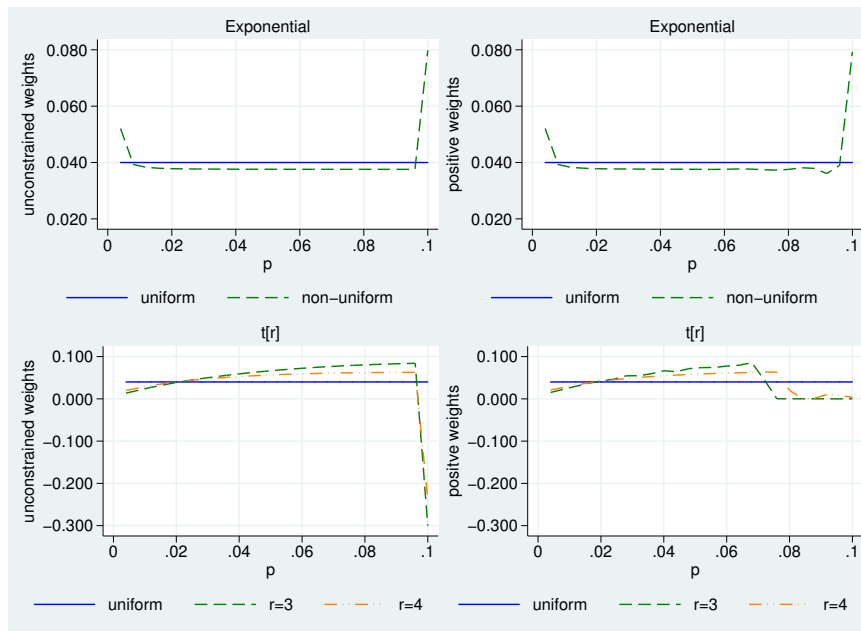 Exponential
unconstrained weights
0.080
0.060
0.040
0.020
0 .02 .04 .06 .08 .1
p
uniform non-uniform
Exponential
positive weights
0.080
0.060
0.040
0.020
0 .02 .04 .06 .08 .1
p
uniform non-uniform
t[r]
unconstrained weights
0.100
0.000
−0.100
−0.200
−0.300
0 .02 .04 .06 .08 .1
p
uniform r=3 r=4
t[r]
positve weights
0.100
0.000
−0.100
−0.200
−0.300
0 .02 .04 .06 .08 .1
p
uniform r=3 r=4